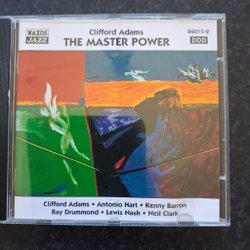 NAXOS
JAZZ
Clifford Adams
THE MASTER POWER
86015-2
DDD
Clifford Adams • Antonio Hart • Kenny Barron
Ray Drummond • Lewis Nash • Neil Clark